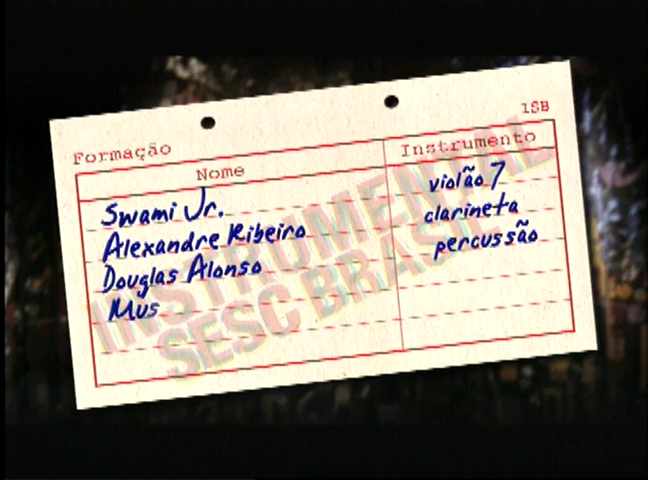 ISB
Formação
Nome Instrumento
Swami Jr. violão 7
Alexandre Ribeiro clarineta
Douglas Alonso percussão
Mus
INSTRUMENTAL
SESC BRASIL